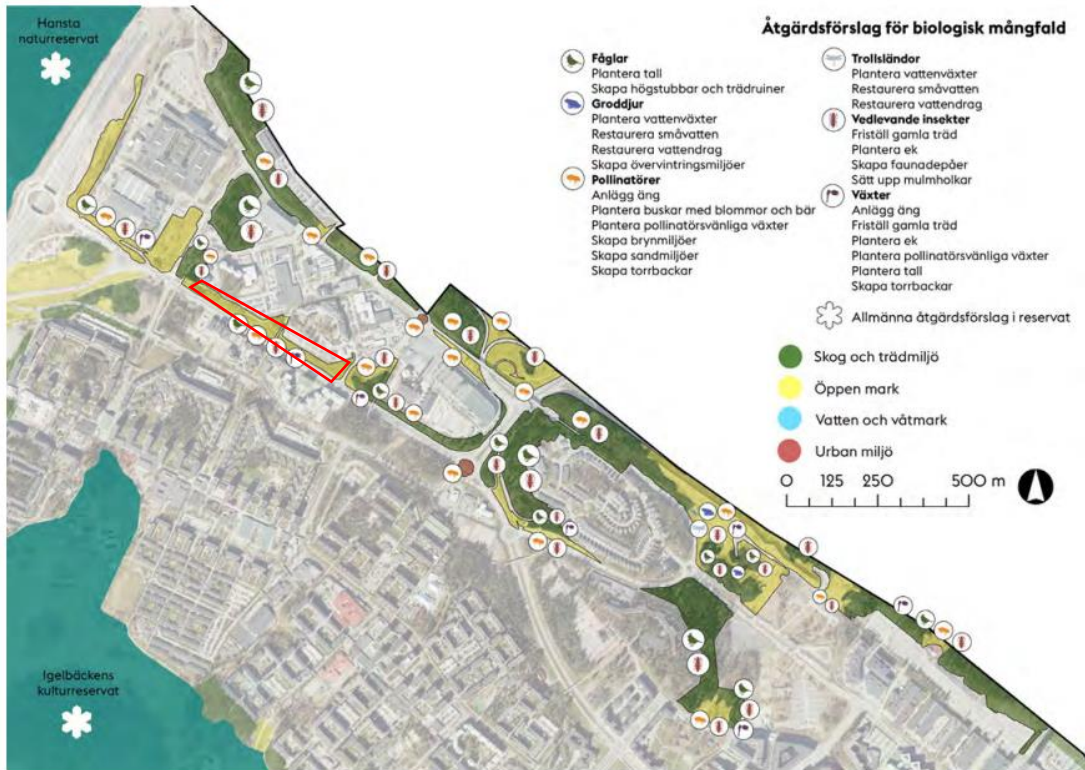 Hansta
naturreservat
Åtgärdsförslag för biologisk mångfald
Fåglar
Plantera tall
Skapa högstubbar och trädruiner
Groddjur
Plantera vattenväxter
Restaurera småvatten
Restaurera vattendrag
Skapa övervintringsmiljöer
Pollinatörer
Anlägg äng
Plantera buskar med blommor och bär
Plantera pollinatörsvänliga växter
Skapa brynmiljöer
Skapa sandmiljöer
Skapa torrbackar
Trollsländor
Plantera vattenväxter
Restaurera småvatten
Restaurera vattendrag
Vedlevande insekter
Friställ gamla träd
Plantera ek
Skapa faunadepåer
Sätt upp mulmholkar
Växter
Anlägg äng
Friställ gamla träd
Plantera ek
Plantera pollinatörsvänliga växter
Plantera tall
Skapa torrbackar
Allmänna åtgärdsförslag i reservat
Skog och trädmiljö
Öppen mark
Vatten och våtmark
Urban miljö
0 125 250 500 m
Igelbäckens
kulturreservat